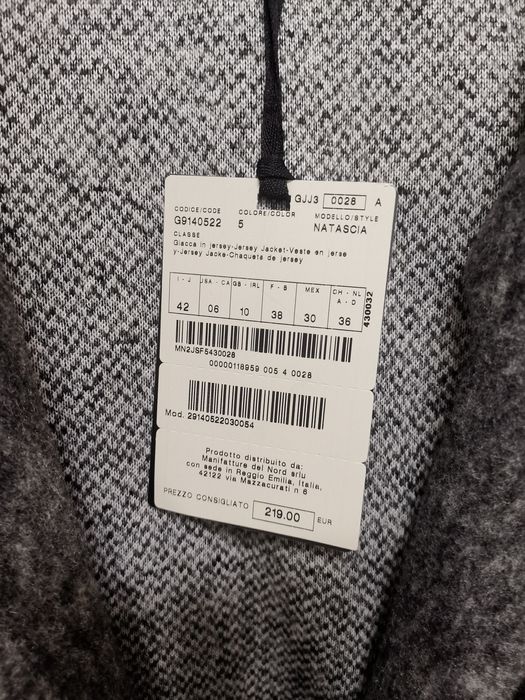 GJJ3 0028 A
CODICE/CODE COLORE/COLOR MODELLO/STYLE
G9140522 5 NATASCIA
CLASSE
Giacca in jersey-Jersey Jacket-Veste en jerse
y-Jersey Jacke-Chaqueta de jersey
I - J USA - CA GB - IRL F - B MEX CH - NL
A - D
42 06 10 38 30 36
430032
MN2JSF5430028
00000118959 005 4 0028
Mod. 29140522030054
Prodotto distribuito da:
Manifatture del Nord srlu
con sede in Reggio Emilia, Italia,
42122 via Mazzacurati n 6
PREZZO CONSIGLIATO 219.00 EUR